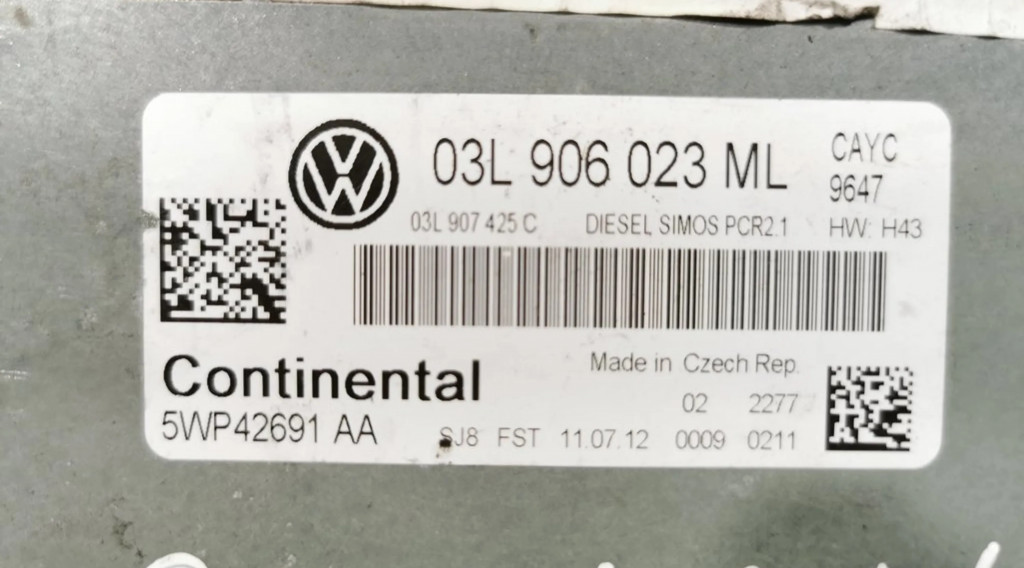 03L 906 023 ML
CAYC
9647
03L 907 425 C DIESEL SIMOS PCR2.1 HW: H43
Continental
Made in Czech Rep.
5WP42691 AA
02 2277
SJ8 FST 11.07.12 0009 0211